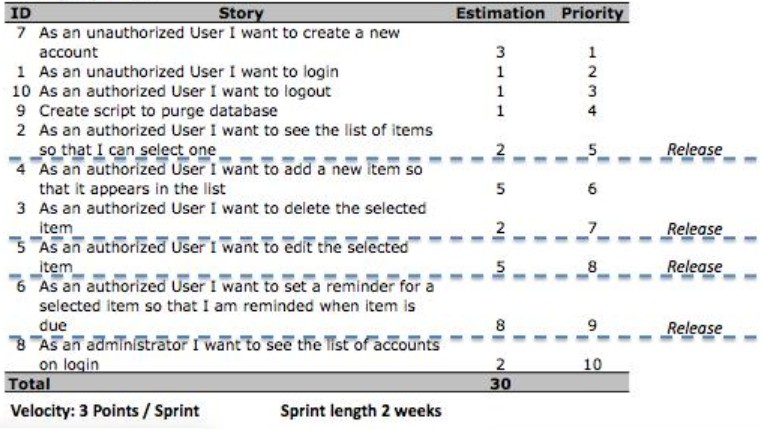 ID Story Estimation Priority
7 As an unauthorized User I want to create a new
account 3 1
1 As an unauthorized User I want to login 1 2
10 As an authorized User I want to logout 1 3
9 Create script to purge database 1 4
2 As an authorized User I want to see the list of items
so that I can select one 2 5 Release
4 As an authorized User I want to add a new item so
that it appears in the list 5 6
3 As an authorized User I want to delete the selected
item 2 7 Release
5 As an authorized User I want to edit the selected
item 5 8 Release
6 As an authorized User I want to set a reminder for a
selected item so that I am reminded when item is
due 8 9 Release
8 As an administrator I want to see the list of accounts
on login 2 10
Total 30
Velocity: 3 Points / Sprint Sprint length 2 weeks